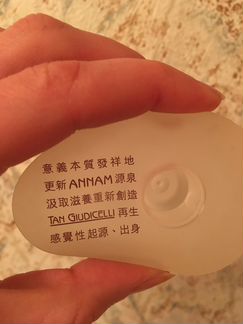 意義本質發祥地
更新 ANNAM 源泉
汲取滋養重新創造
TAN GIUDICELLI 再生
感覺性起源、出身